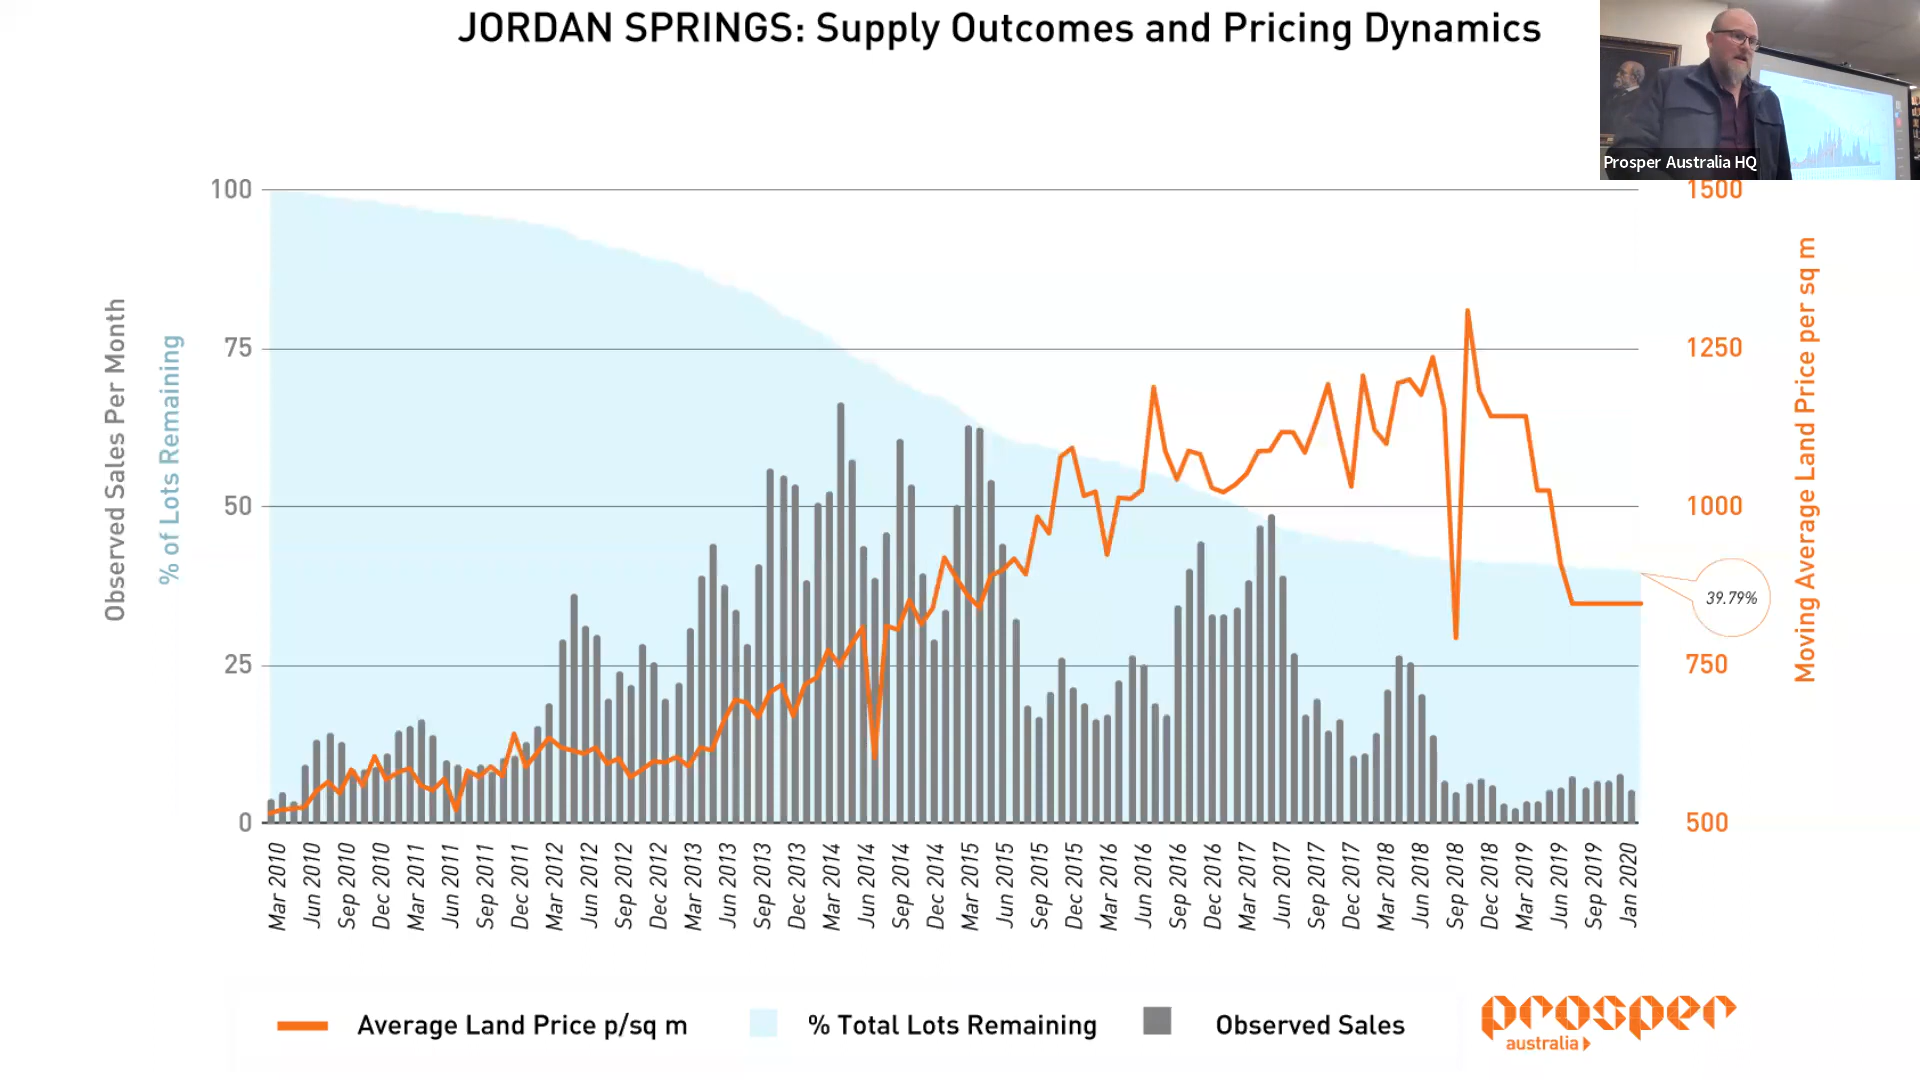 JORDAN SPRINGS: Supply Outcomes and Pricing Dynamics
Prosper Australia HQ
Observed Sales Per Month
% of Lots Remaining
100
75
50
25
0
1500
1250
1000
750
500
Moving Average Land Price per sq m
39.79%
Mar 2010
Jun 2010
Sep 2010
Dec 2010
Mar 2011
Jun 2011
Sep 2011
Dec 2011
Mar 2012
Jun 2012
Sep 2012
Dec 2012
Mar 2013
Jun 2013
Sep 2013
Dec 2013
Mar 2014
Jun 2014
Sep 2014
Dec 2014
Mar 2015
Jun 2015
Sep 2015
Dec 2015
Mar 2016
Jun 2016
Sep 2016
Dec 2016
Mar 2017
Jun 2017
Sep 2017
Dec 2017
Mar 2018
Jun 2018
Sep 2018
Dec 2018
Mar 2019
Jun 2019
Sep 2019
Jan 2020
Average Land Price p/sq m
% Total Lots Remaining
Observed Sales
prosper
australia